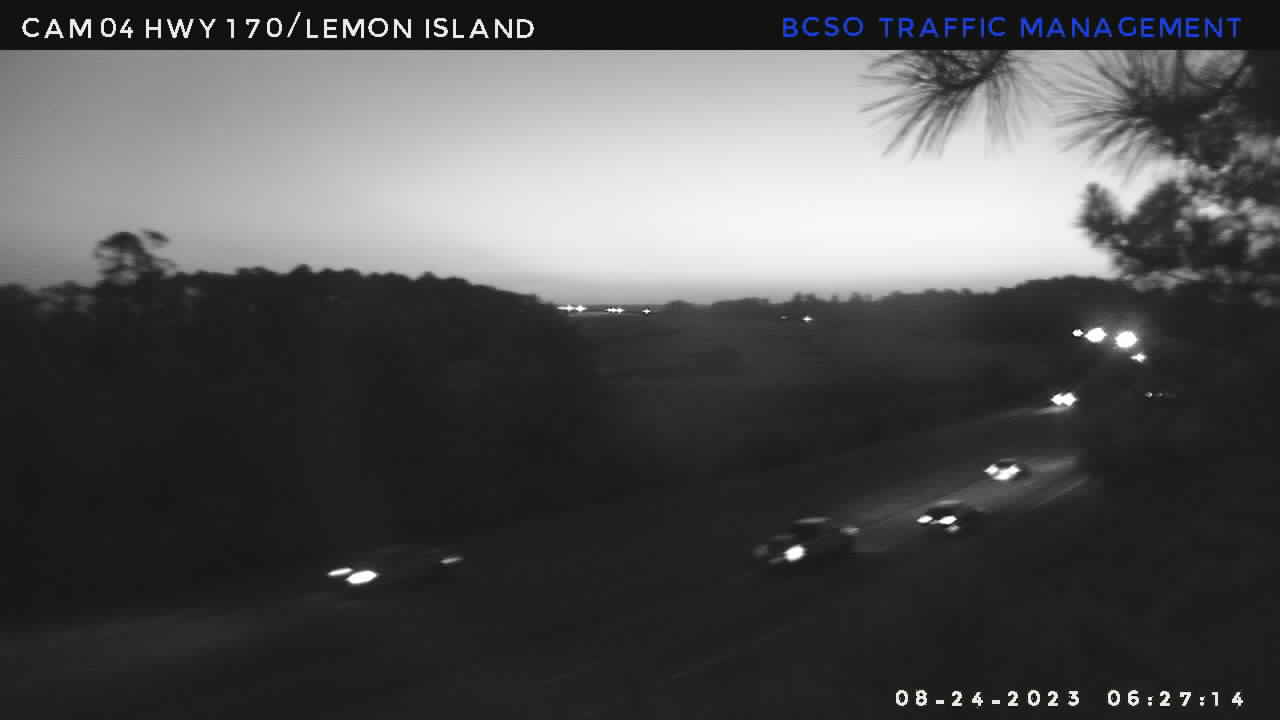 CAM04 HWY 170/LEMON ISLAND
BCSO TRAFFIC MANAGEMENT
08-24-2023 06:27:14